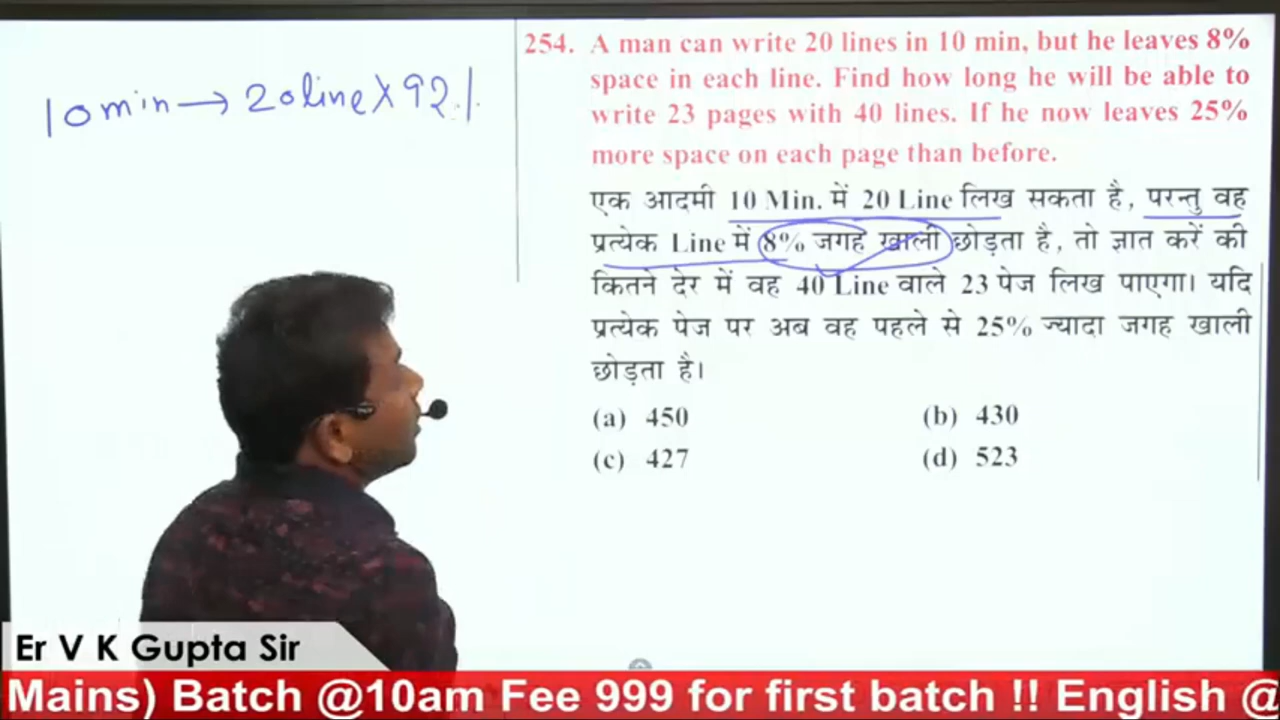 10 min → 20 line × 92%
254. A man can write 20 lines in 10 min, but he leaves 8%
space in each line. Find how long he will be able to
write 23 pages with 40 lines. If he now leaves 25%
more space on each page than before.
एक आदमी 10 Min. में 20 Line लिख सकता है, परन्तु वह
प्रत्येक Line में 8% जगह खाली छोड़ता है, तो ज्ञात करें की
कितने देर में वह 40 Line वाले 23 पेज लिख पाएगा। यदि
प्रत्येक पेज पर अब वह पहले से 25% ज्यादा जगह खाली
छोड़ता है।
(a) 450 (b) 430
(c) 427 (d) 523
Er V K Gupta Sir
Mains) Batch @10am Fee 999 for first batch !! English @